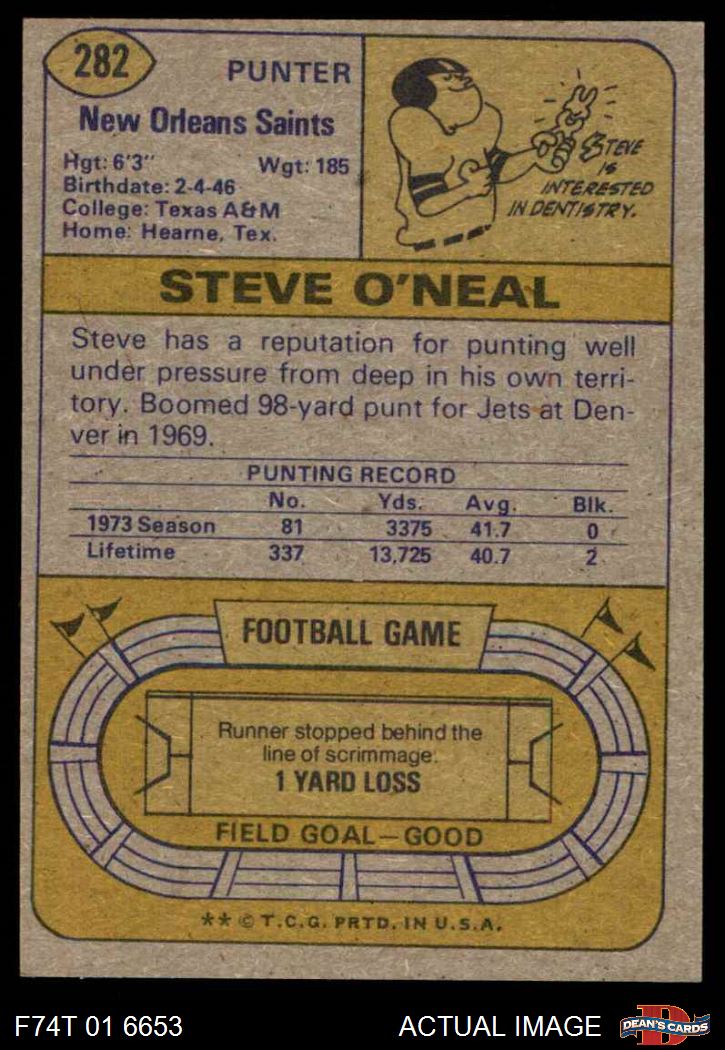 282
PUNTER
New Orleans Saints
Hgt: 6'3" Wgt: 185
Birthdate: 2-4-46
College: Texas A&M
Home: Hearne, Tex.
STEVE
IS
INTERESTED
IN DENTISTRY.
STEVE O'NEAL
Steve has a reputation for punting well
under pressure from deep in his own terri-
tory. Boomed 98-yard punt for Jets at Den-
ver in 1969.
PUNTING RECORD
No. Yds. Avg. Blk.
1973 Season 81 3375 41.7 0
Lifetime 337 13,725 40.7 2
FOOTBALL GAME
Runner stopped behind the
line of scrimmage.
1 YARD LOSS
FIELD GOAL—GOOD
** © T.C.G. PRTD. IN U.S.A.
F74T 01 6653 ACTUAL IMAGE D DEAN'S CARDS